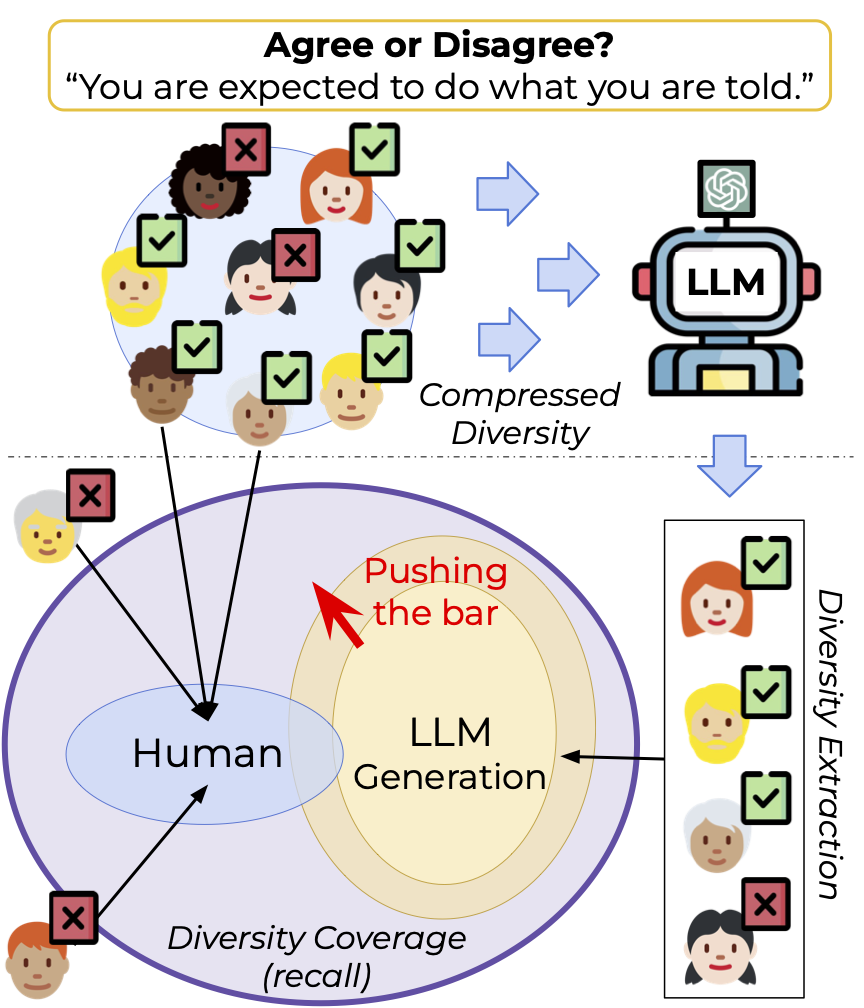 Agree or Disagree?
“You are expected to do what you are told.”
LLM
Compressed
Diversity
Pushing
the bar
Human
LLM
Generation
Diversity Extraction
Diversity Coverage
(recall)